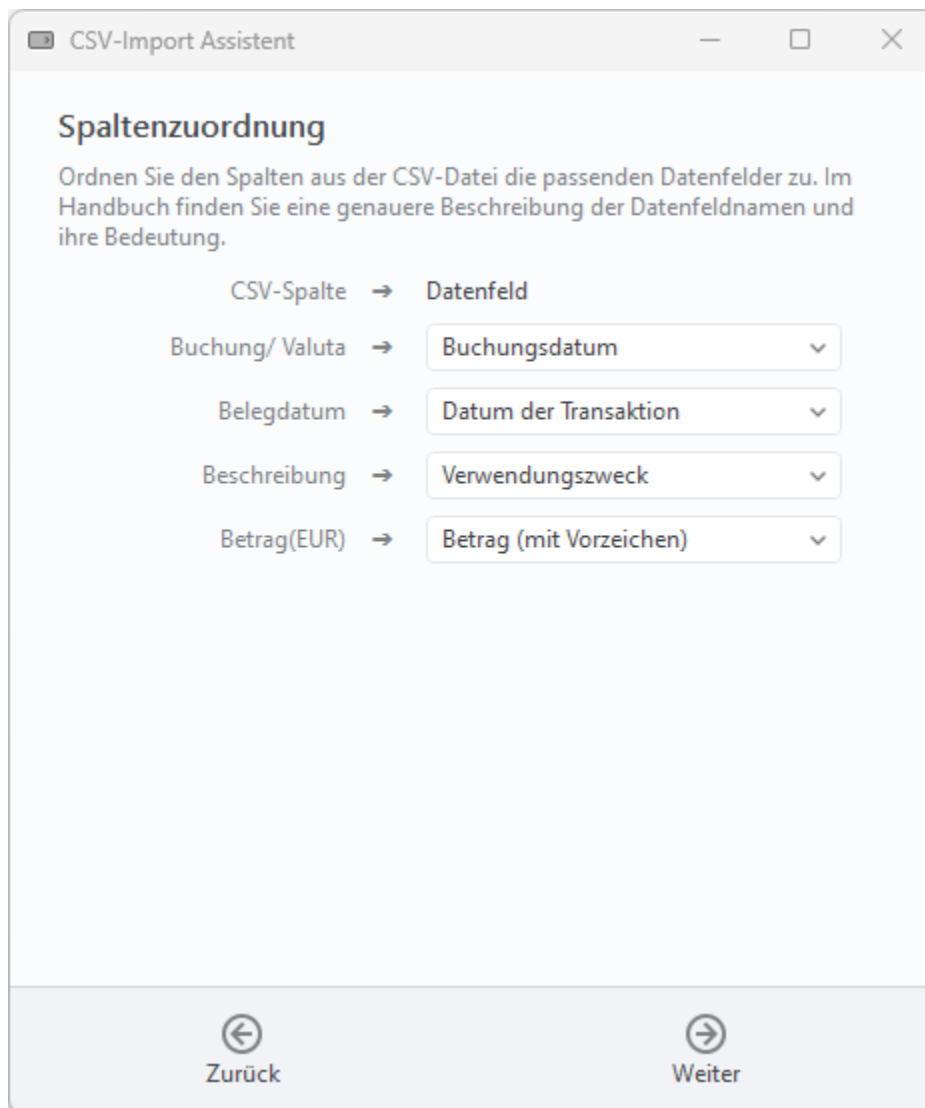 CSV-Import Assistent
Spaltenzuordnung
Ordnen Sie den Spalten aus der CSV-Datei die passenden Datenfelder zu. Im
Handbuch finden Sie eine genauere Beschreibung der Datenfeldnamen und
ihre Bedeutung.
CSV-Spalte → Datenfeld
Buchung/ Valuta → Buchungsdatum
Belegdatum → Datum der Transaktion
Beschreibung → Verwendungszweck
Betrag(EUR) → Betrag (mit Vorzeichen)
Zurück Weiter